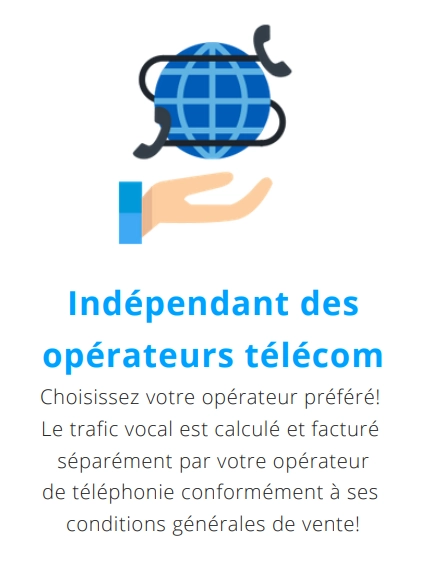 Indépendant des
opérateurs télécom
Choisissez votre opérateur préféré!
Le trafic vocal est calculé et facturé
séparément par votre opérateur
de téléphonie conformément à ses
conditions générales de vente!